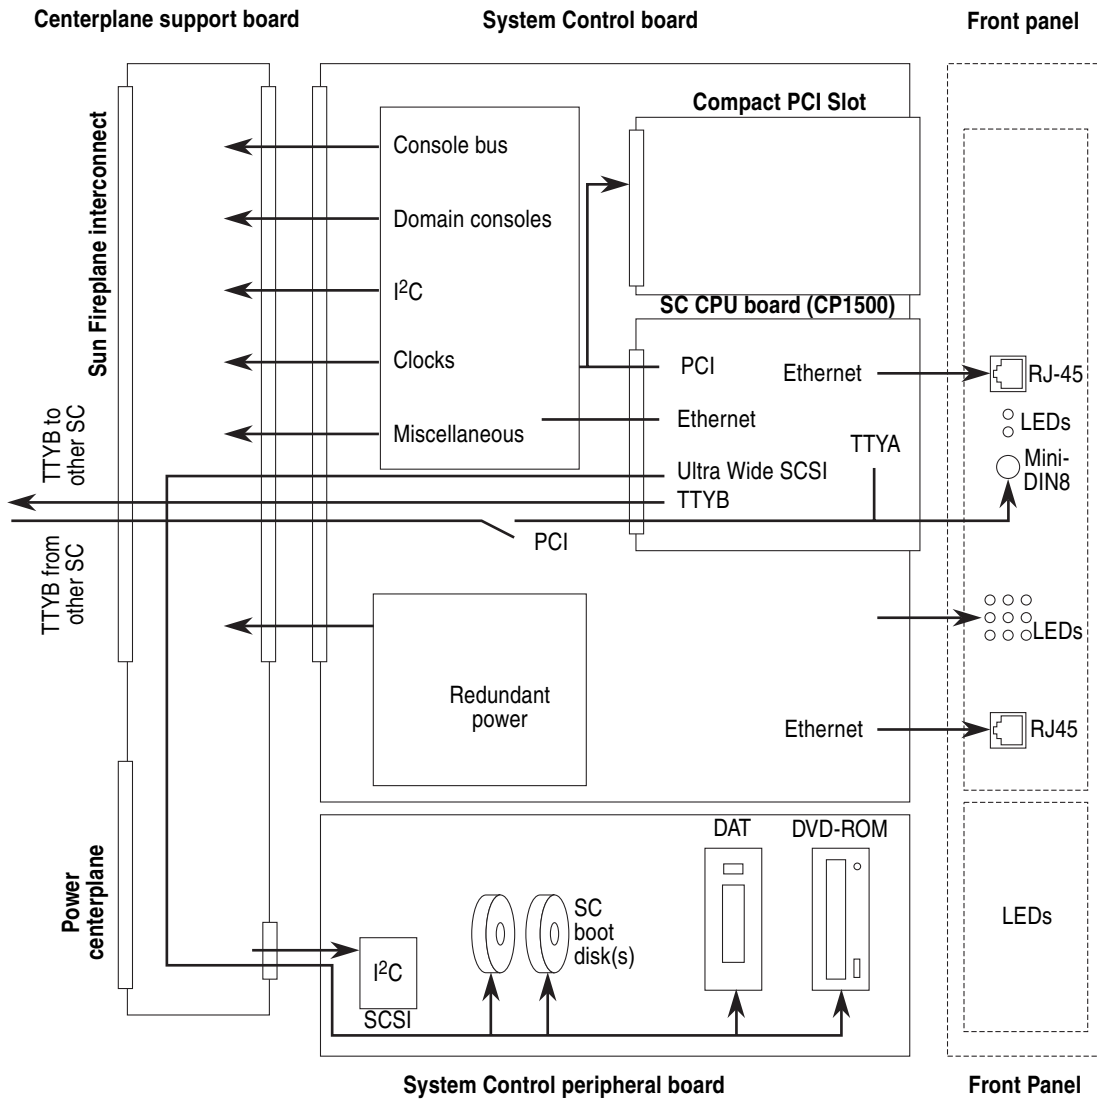 Centerplane support board
System Control board
Front panel
Compact PCI Slot
Console bus
Domain consoles
I²C
Clocks
Miscellaneous
Sun Fireplane interconnect
SC CPU board (CP1500)
PCI
Ethernet
RJ-45
Ethernet
LEDs
TTYA
Ultra Wide SCSI
Mini-
DIN8
TTYB
TTYB to
other SC
PCI
TTYB from
other SC
LEDs
Redundant
power
Ethernet
RJ45
DAT
DVD-ROM
Power
centerplane
SC
boot
disk(s)
LEDs
I²C
SCSI
System Control peripheral board
Front Panel